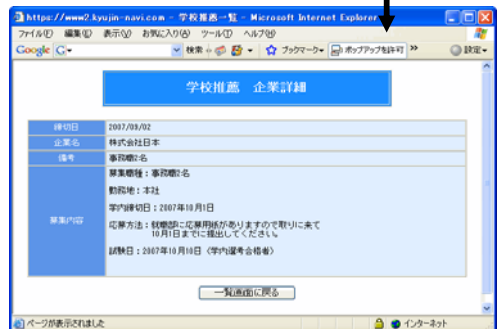 https://www2.kyujin-navi.com - 学校推薦一覧 - Microsoft Internet Explorer
ファイル(F) 編集(E) 表示(V) お気に入り(A) ツール(T) ヘルプ(H)
Google G 検索 ブックマーク ポップアップを許可 » 設定
学校推薦 企業詳細
締切日 2007/09/02
企業名 株式会社日本
備考 事務職2名
募集内容
募集職種：事務職2名
勤務地：本社
学内締切日：2007年10月1日
応募方法：就職部に応募用紙がありますので取りに来て
10月1日までに提出してください。
試験日：2007年10月10日（学内選考合格者）
一覧画面に戻る
ページが表示されました インターネット